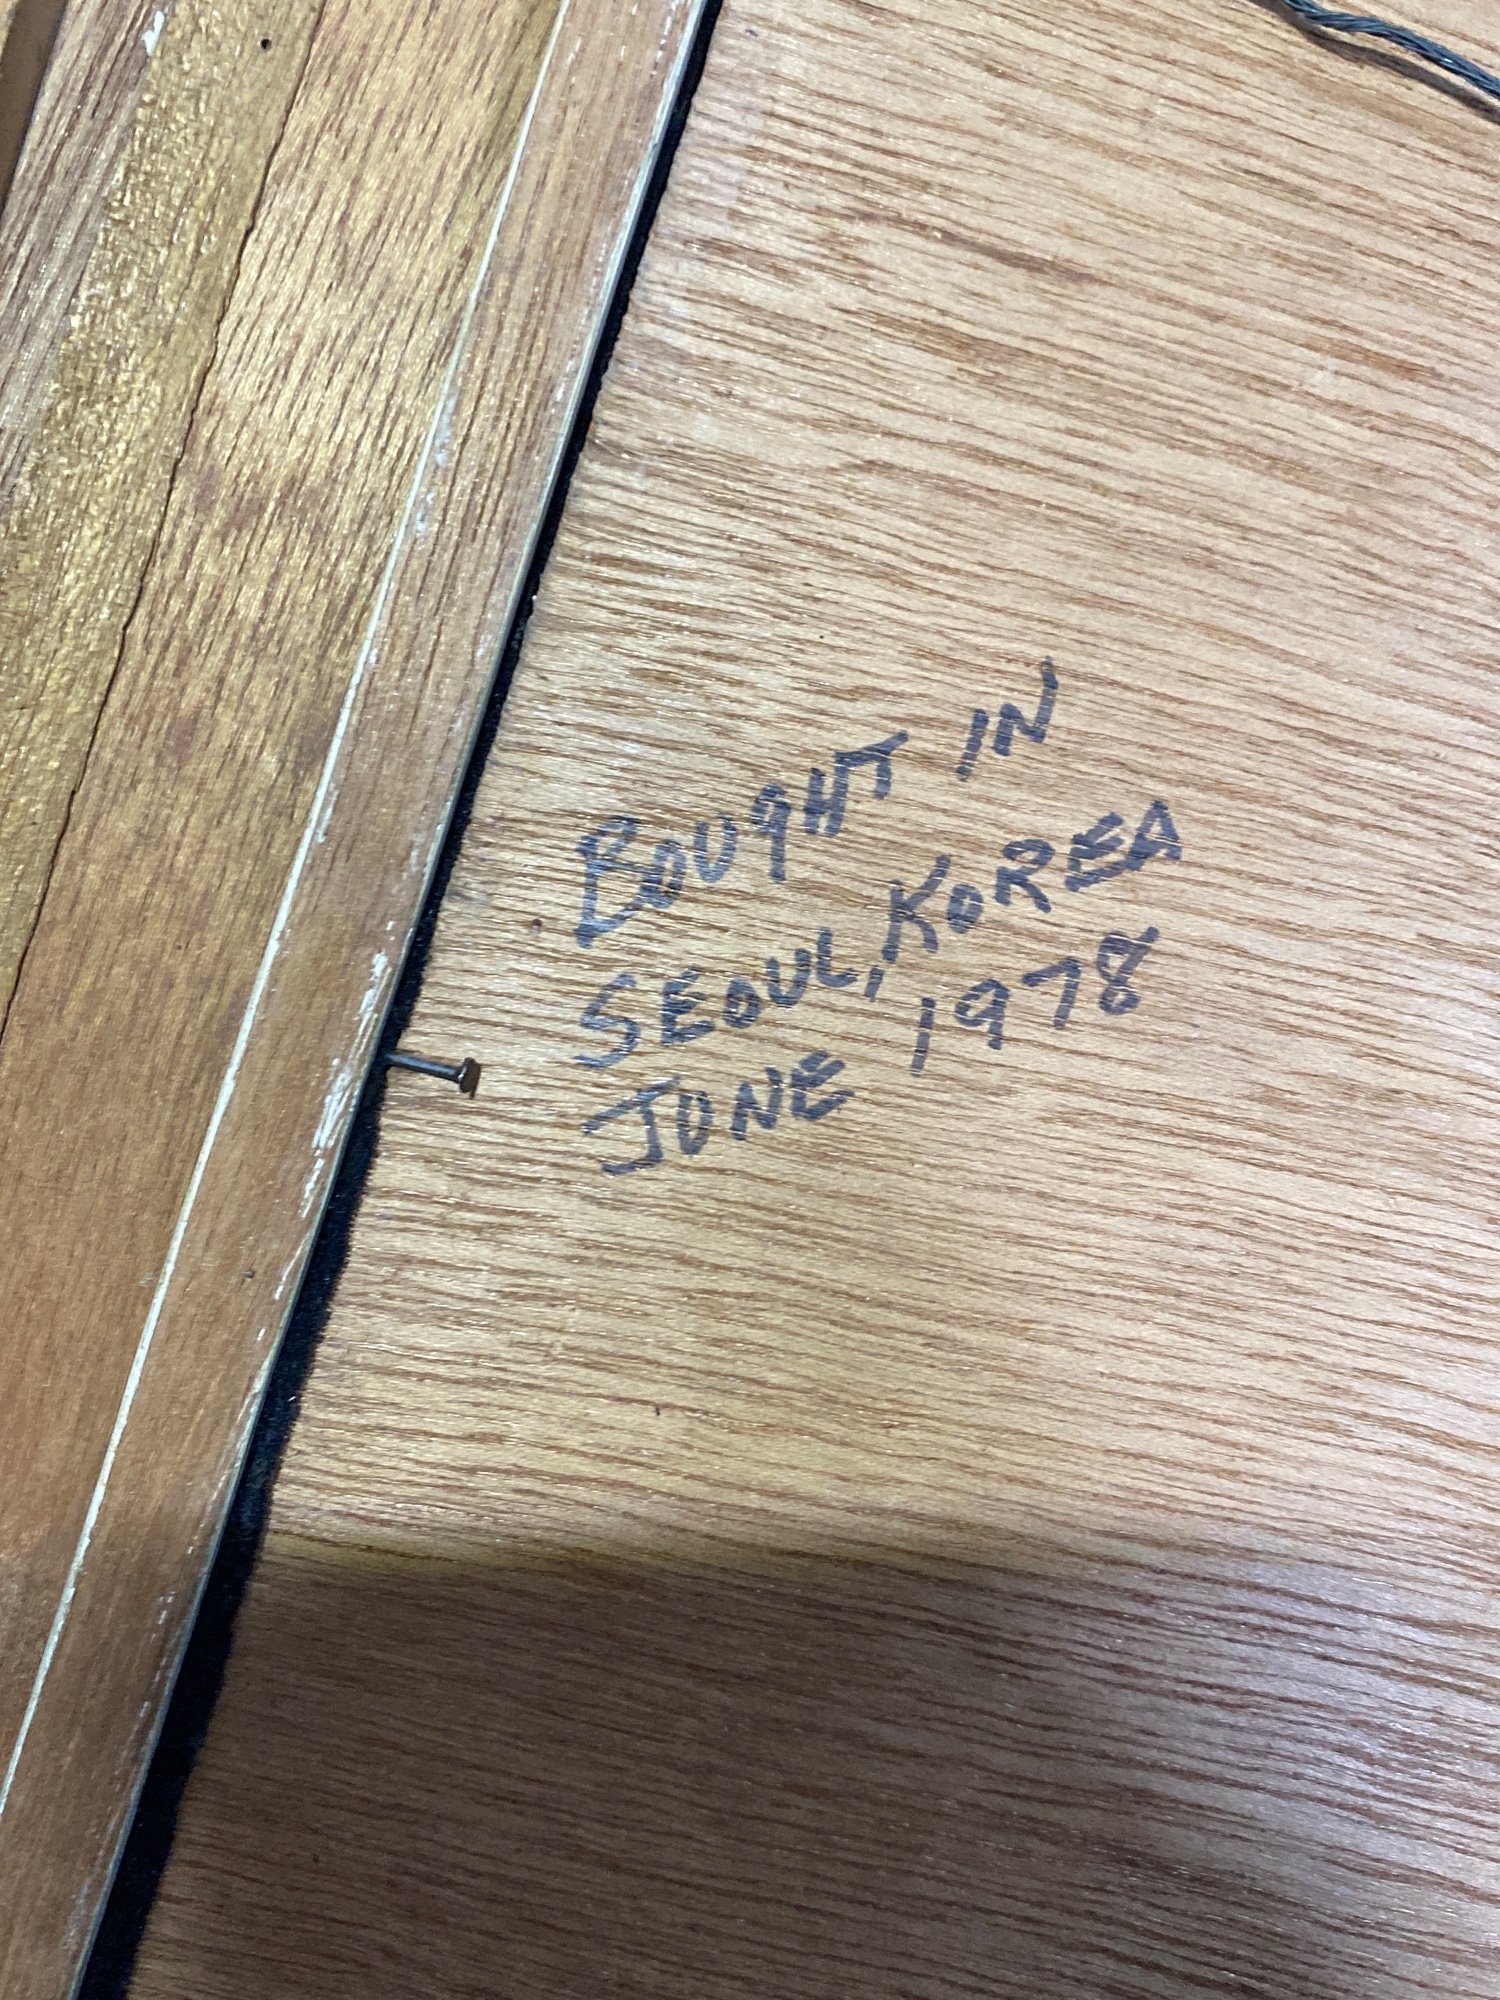 BOUGHT IN
SEOUL, KOREA
JUNE 1978